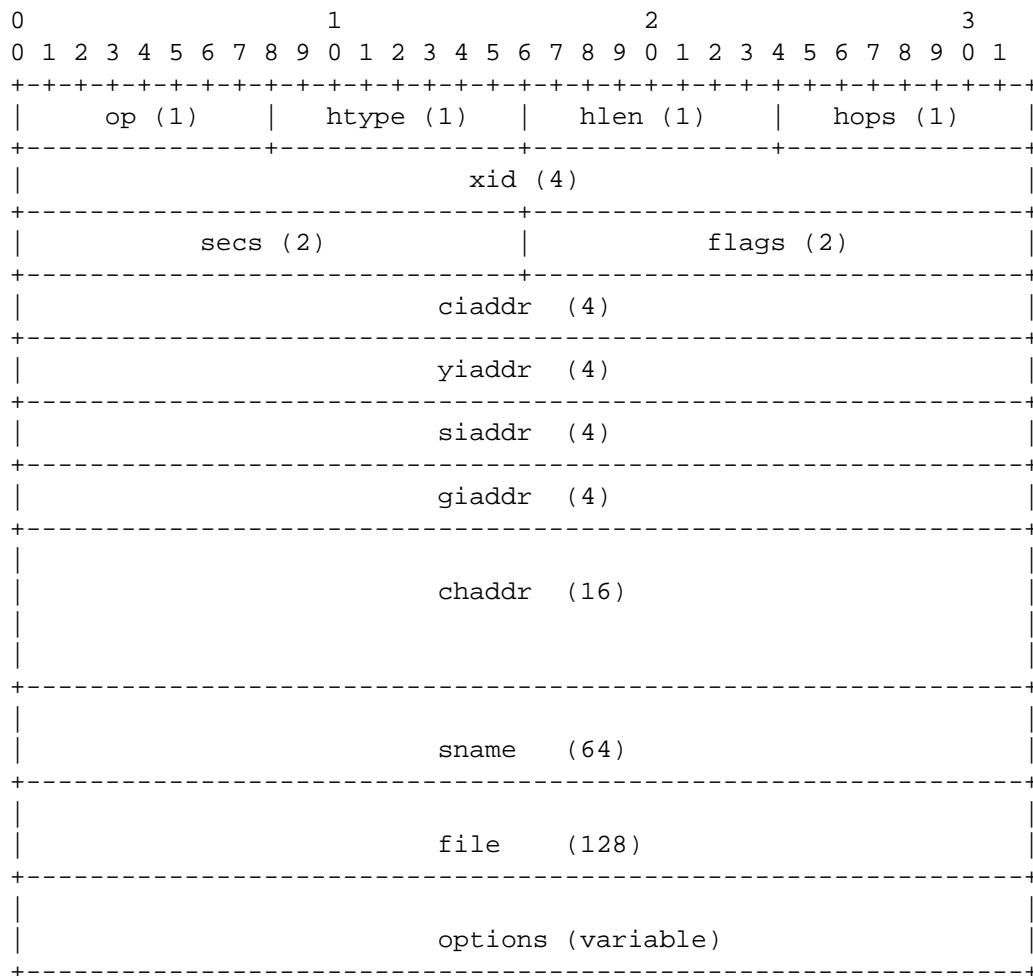 0                   1                   2                   3
0 1 2 3 4 5 6 7 8 9 0 1 2 3 4 5 6 7 8 9 0 1 2 3 4 5 6 7 8 9 0 1
+-+-+-+-+-+-+-+-+-+-+-+-+-+-+-+-+-+-+-+-+-+-+-+-+-+-+-+-+-+-+-+-+
|     op (1)    |   htype (1)   |   hlen (1)    |   hops (1)    |
+---------------+---------------+---------------+---------------+
|                            xid (4)                            |
+-------------------------------+-------------------------------+
|           secs (2)            |           flags (2)           |
+-------------------------------+-------------------------------+
|                          ciaddr  (4)                          |
+---------------------------------------------------------------+
|                          yiaddr  (4)                          |
+---------------------------------------------------------------+
|                          siaddr  (4)                          |
+---------------------------------------------------------------+
|                          giaddr  (4)                          |
+---------------------------------------------------------------+
|                                                               |
|                          chaddr  (16)                         |
|                                                               |
|                                                               |
+---------------------------------------------------------------+
|                                                               |
|                          sname   (64)                         |
+---------------------------------------------------------------+
|                                                               |
|                          file    (128)                        |
+---------------------------------------------------------------+
|                                                               |
|                          options (variable)                   |
+---------------------------------------------------------------+